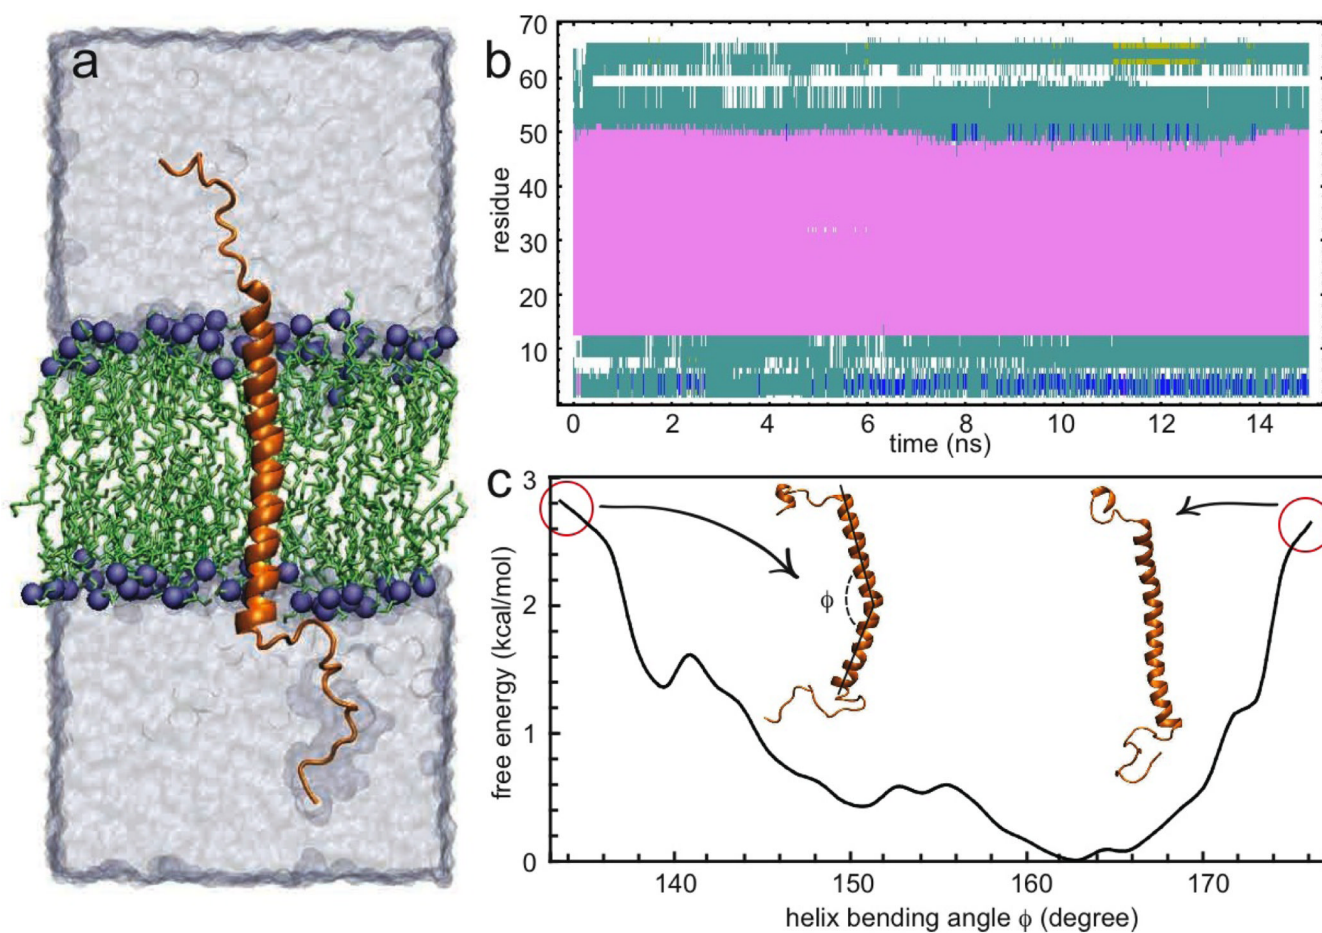 a
b
70
60
50
40
30
20
10
residue
0 2 4 6 8 10 12 14
time (ns)
c
3
2
1
0
free energy (kcal/mol)
ϕ
140 150 160 170
helix bending angle ϕ (degree)